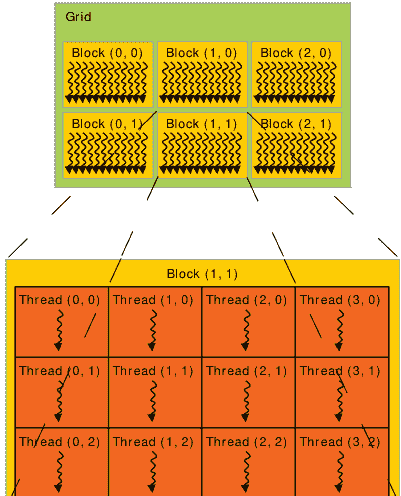 Grid
Block (0, 0) Block (1, 0) Block (2, 0)
Block (0, 1) Block (1, 1) Block (2, 1)
Block (1, 1)
Thread (0, 0) Thread (1, 0) Thread (2, 0) Thread (3, 0)
Thread (0, 1) Thread (1, 1) Thread (2, 1) Thread (3, 1)
Thread (0, 2) Thread (1, 2) Thread (2, 2) Thread (3, 2)